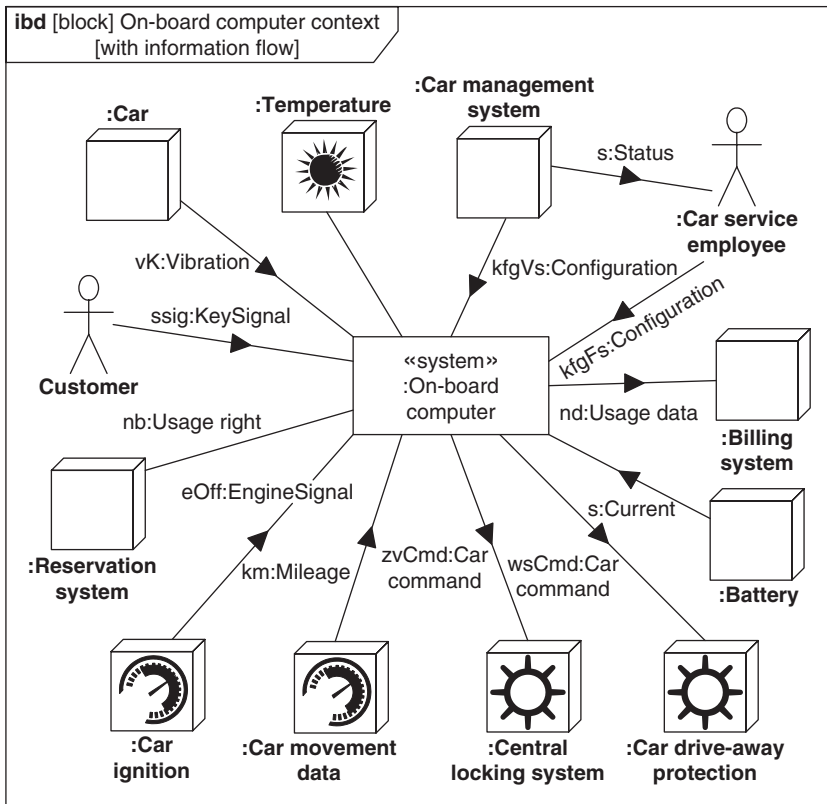 ibd [block] On-board computer context
[with information flow]
:Car
:Temperature
:Car management
system
s:Status
:Car service
employee
vK:Vibration
kfgVs:Configuration
kfgFs:Configuration
ssig:KeySignal
Customer
«system»
:On-board
computer
nb:Usage right
nd:Usage data
:Billing
system
eOff:EngineSignal
s:Current
:Reservation
system
km:Mileage
zvCmd:Car
command
wsCmd:Car
command
:Battery
:Car
ignition
:Car movement
data
:Central
locking system
:Car drive-away
protection